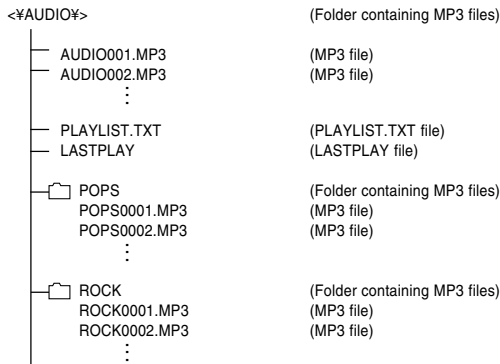 <¥AUDIO¥> (Folder containing MP3 files)
AUDIO001.MP3 (MP3 file)
AUDIO002.MP3 (MP3 file)
PLAYLIST.TXT (PLAYLIST.TXT file)
LASTPLAY (LASTPLAY file)
POPS (Folder containing MP3 files)
POPS0001.MP3 (MP3 file)
POPS0002.MP3 (MP3 file)
ROCK (Folder containing MP3 files)
ROCK0001.MP3 (MP3 file)
ROCK0002.MP3 (MP3 file)